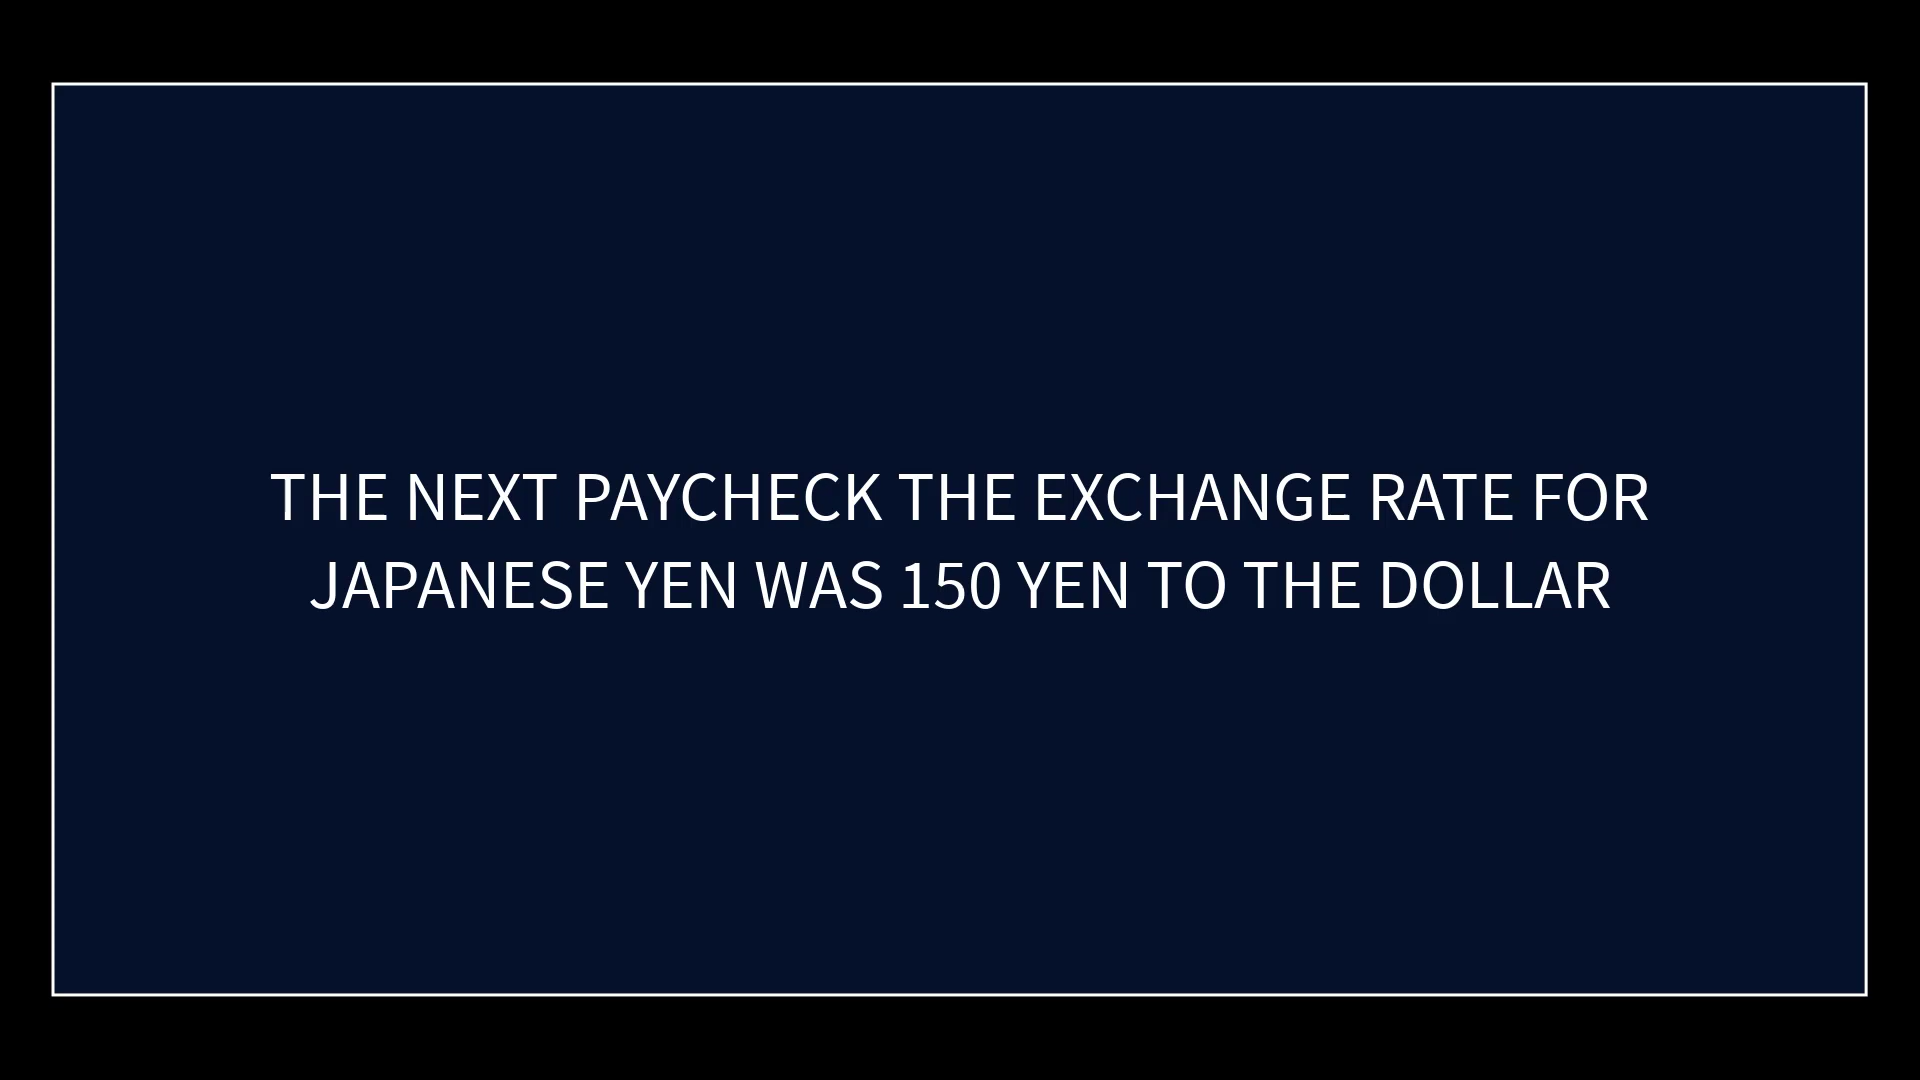 THE NEXT PAYCHECK THE EXCHANGE RATE FOR
JAPANESE YEN WAS 150 YEN TO THE DOLLAR